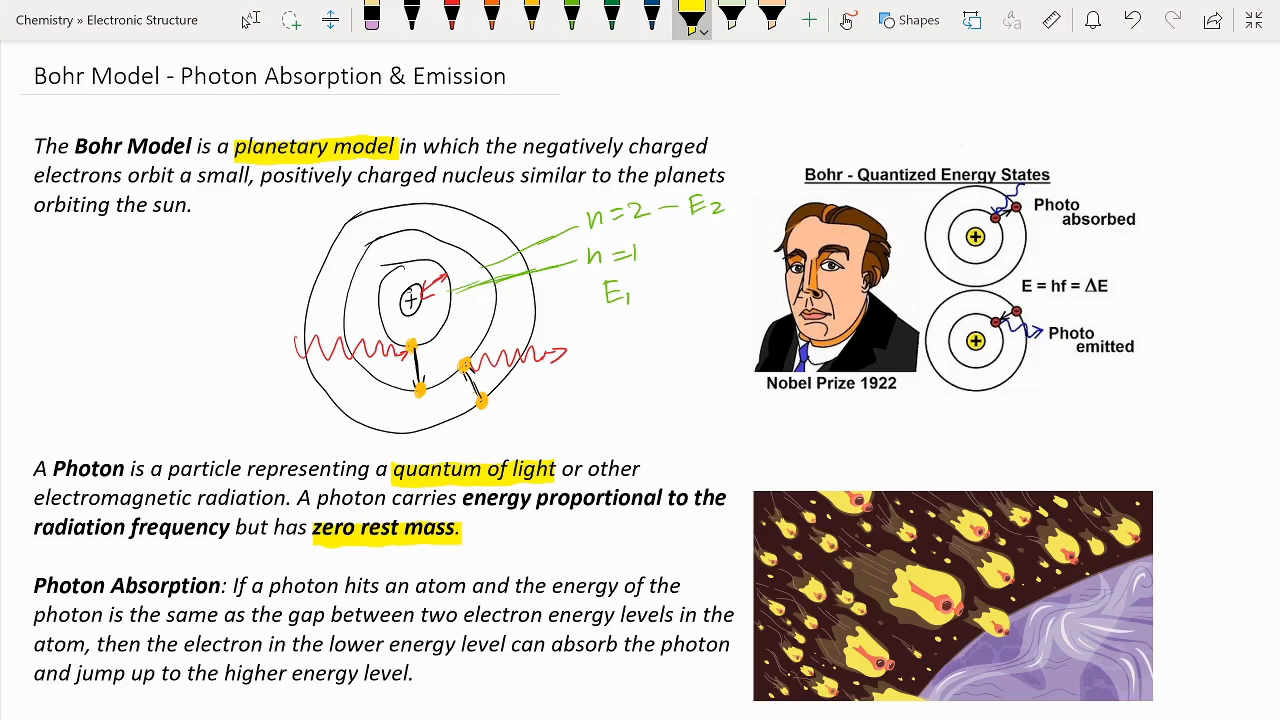 Chemistry » Electronic Structure
Shapes
Bohr Model - Photon Absorption & Emission
The Bohr Model is a planetary model in which the negatively charged
electrons orbit a small, positively charged nucleus similar to the planets
orbiting the sun.
n=2 - E2
n=1
E1
+
Bohr - Quantized Energy States
Photo
absorbed
+
E = hf = ΔE
Photo
emitted
+
Nobel Prize 1922
A Photon is a particle representing a quantum of light or other
electromagnetic radiation. A photon carries energy proportional to the
radiation frequency but has zero rest mass.
Photon Absorption: If a photon hits an atom and the energy of the
photon is the same as the gap between two electron energy levels in the
atom, then the electron in the lower energy level can absorb the photon
and jump up to the higher energy level.